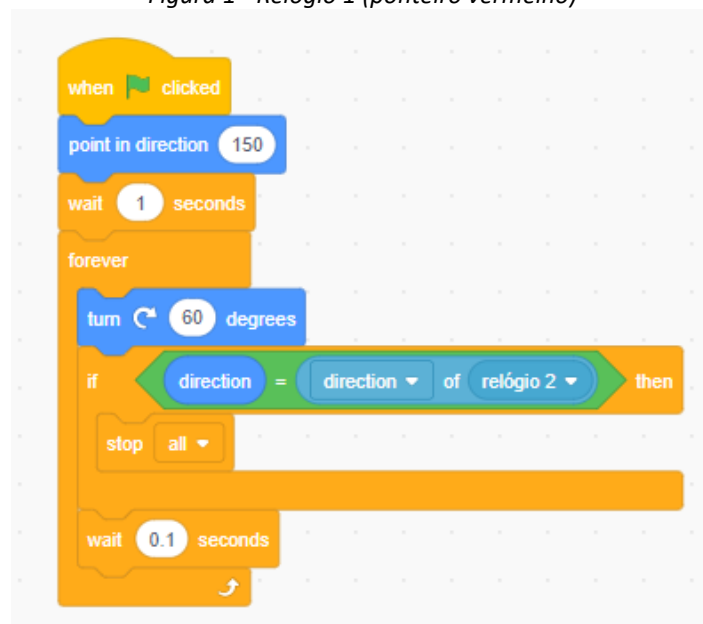 Figura 1 - Relógio 1 (ponteiro vermelho)
when clicked
point in direction 150
wait 1 seconds
forever
turn 60 degrees
if direction = direction of relógio 2 then
stop all
wait 0.1 seconds